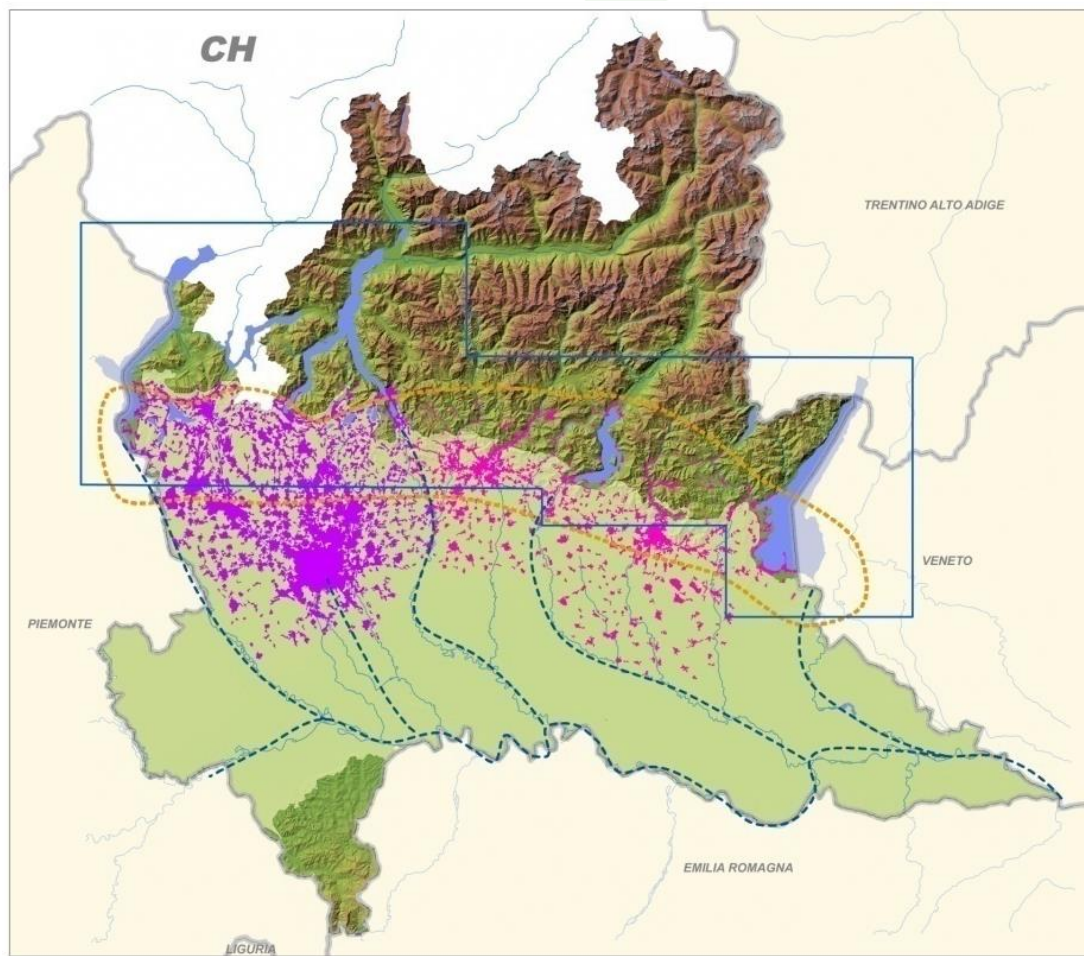 CH
TRENTINO ALTO ADIGE
VENETO
PIEMONTE
EMILIA ROMAGNA
LIGURIA